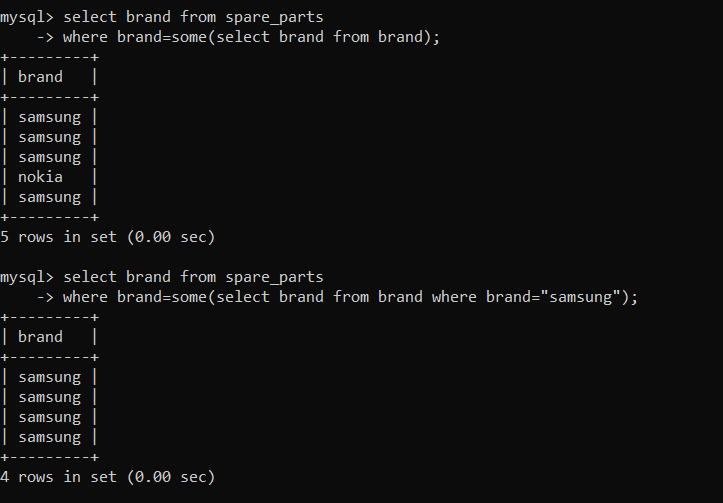 mysql> select brand from spare_parts
    -> where brand=some(select brand from brand);
+---------+
| brand   |
+---------+
| samsung |
| samsung |
| samsung |
| nokia   |
| samsung |
+---------+
5 rows in set (0.00 sec)

mysql> select brand from spare_parts
    -> where brand=some(select brand from brand where brand="samsung");
+---------+
| brand   |
+---------+
| samsung |
| samsung |
| samsung |
| samsung |
+---------+
4 rows in set (0.00 sec)